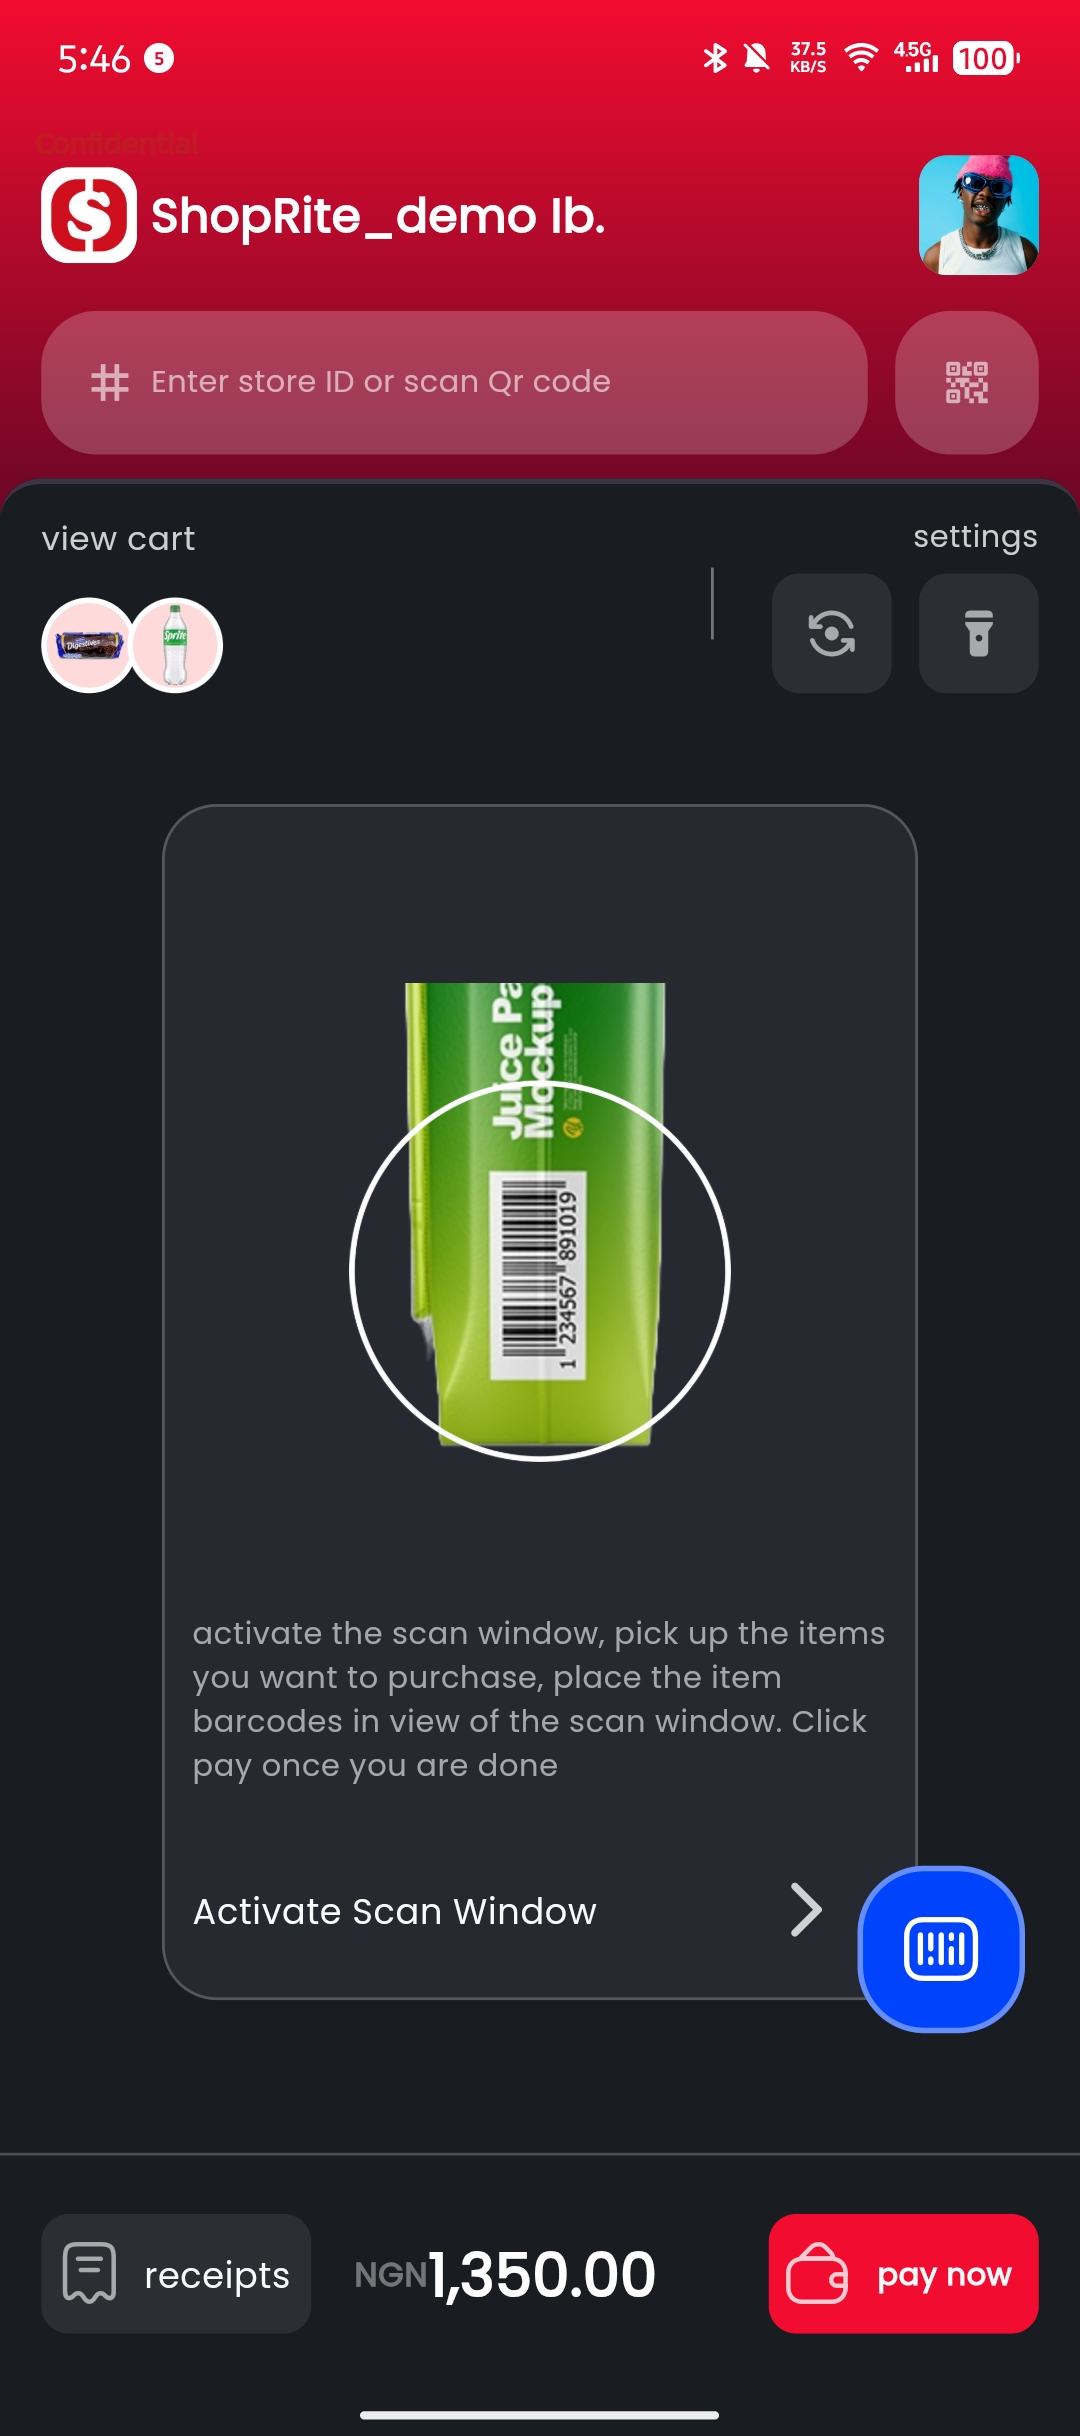 5:46 5
37.5
KB/S
4.5G
100
Confidential
ShopRite_demo Ib.
Enter store ID or scan Qr code
view cart
settings
Digestives
Sprite
Juice Pa
Mockup
1 234567 891019
activate the scan window, pick up the items
you want to purchase, place the item
barcodes in view of the scan window. Click
pay once you are done
Activate Scan Window
receipts
NGN1,350.00
pay now